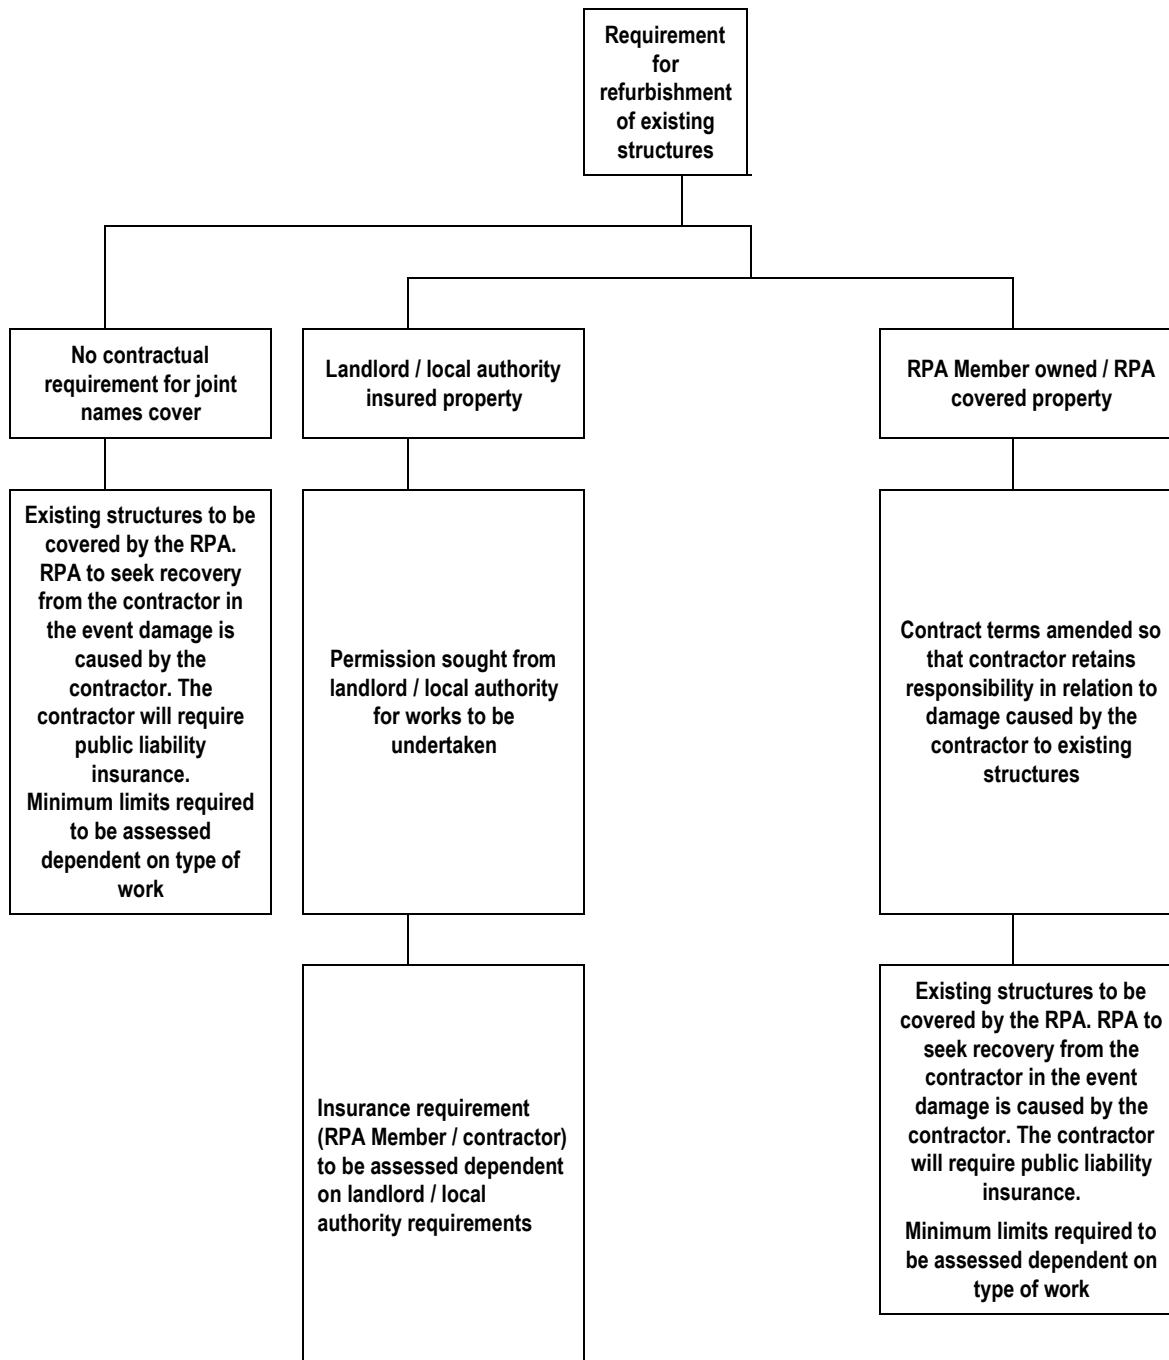 Requirement
for
refurbishment
of existing
structures
No contractual
requirement for joint
names cover
Landlord / local authority
insured property
RPA Member owned / RPA
covered property
Existing structures to be
covered by the RPA.
RPA to seek recovery
from the contractor in
the event damage is
caused by the
contractor. The
contractor will require
public liability
insurance.
Minimum limits required
to be assessed
dependent on type of
work
Permission sought from
landlord / local authority
for works to be
undertaken
Contract terms amended so
that contractor retains
responsibility in relation to
damage caused by the
contractor to existing
structures
Insurance requirement
(RPA Member / contractor)
to be assessed dependent
on landlord / local
authority requirements
Existing structures to be
covered by the RPA. RPA to
seek recovery from the
contractor in the event
damage is caused by the
contractor. The contractor
will require public liability
insurance.
Minimum limits required to
be assessed dependent on
type of work